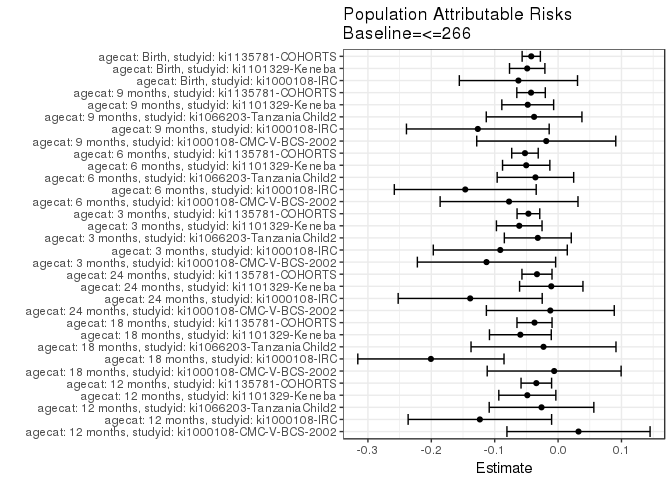 Population Attributable Risks
Baseline=<=266
agecat: Birth, studyid: ki1135781-COHORTS
agecat: Birth, studyid: ki1101329-Keneba
agecat: Birth, studyid: ki1000108-IRC
agecat: 9 months, studyid: ki1135781-COHORTS
agecat: 9 months, studyid: ki1101329-Keneba
agecat: 9 months, studyid: ki1066203-TanzaniaChild2
agecat: 9 months, studyid: ki1000108-IRC
agecat: 9 months, studyid: ki1000108-CMC-V-BCS-2002
agecat: 6 months, studyid: ki1135781-COHORTS
agecat: 6 months, studyid: ki1101329-Keneba
agecat: 6 months, studyid: ki1066203-TanzaniaChild2
agecat: 6 months, studyid: ki1000108-IRC
agecat: 6 months, studyid: ki1000108-CMC-V-BCS-2002
agecat: 3 months, studyid: ki1135781-COHORTS
agecat: 3 months, studyid: ki1101329-Keneba
agecat: 3 months, studyid: ki1066203-TanzaniaChild2
agecat: 3 months, studyid: ki1000108-IRC
agecat: 3 months, studyid: ki1000108-CMC-V-BCS-2002
agecat: 24 months, studyid: ki1135781-COHORTS
agecat: 24 months, studyid: ki1101329-Keneba
agecat: 24 months, studyid: ki1000108-IRC
agecat: 24 months, studyid: ki1000108-CMC-V-BCS-2002
agecat: 18 months, studyid: ki1135781-COHORTS
agecat: 18 months, studyid: ki1101329-Keneba
agecat: 18 months, studyid: ki1066203-TanzaniaChild2
agecat: 18 months, studyid: ki1000108-IRC
agecat: 18 months, studyid: ki1000108-CMC-V-BCS-2002
agecat: 12 months, studyid: ki1135781-COHORTS
agecat: 12 months, studyid: ki1101329-Keneba
agecat: 12 months, studyid: ki1066203-TanzaniaChild2
agecat: 12 months, studyid: ki1000108-IRC
agecat: 12 months, studyid: ki1000108-CMC-V-BCS-2002
-0.3 -0.2 -0.1 0.0 0.1
Estimate